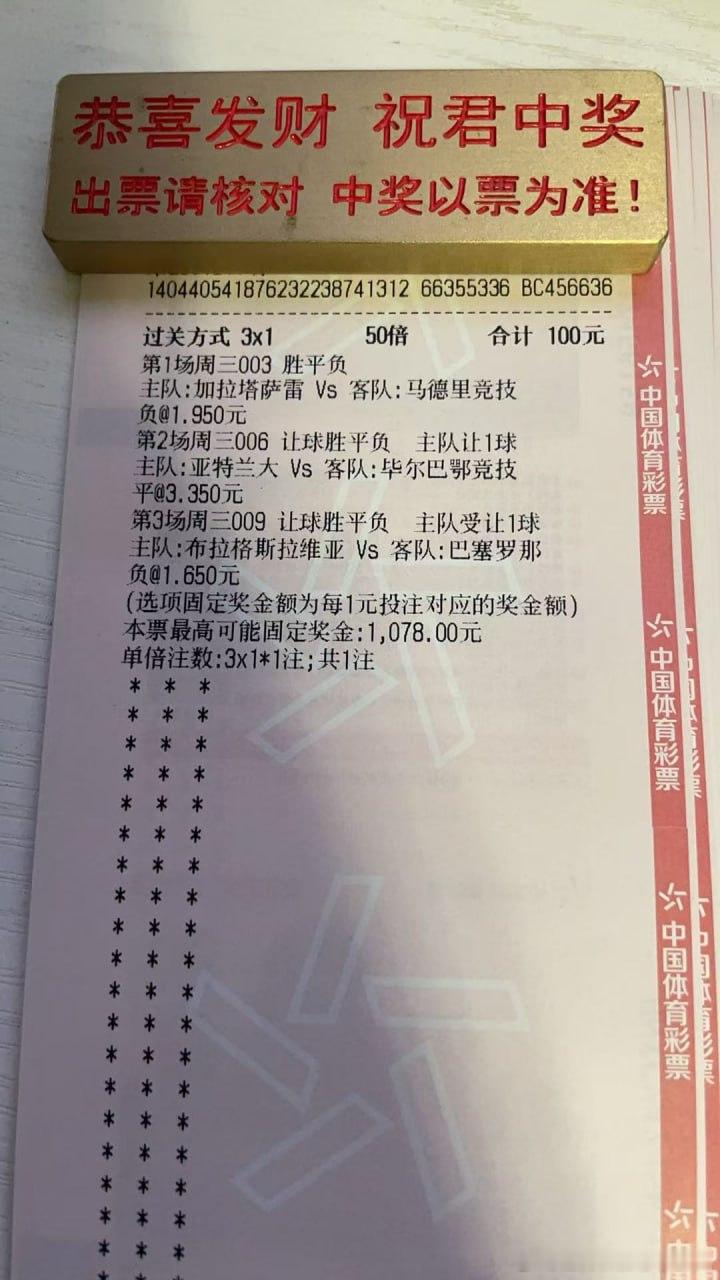 恭喜发财 祝君中奖
出票请核对 中奖以票为准!
140440541876232238741312 66355336 BC456636
过关方式 3x1 50倍 合计 100元
第1场周三003 胜平负
主队:加拉塔萨雷 Vs 客队:马德里竞技
负@1.950元
第2场周三006 让球胜平负 主队让1球
主队:亚特兰大 Vs 客队:毕尔巴鄂竞技
平@3.350元
第3场周三009 让球胜平负 主队受让1球
主队:布拉格斯拉维亚 Vs 客队:巴塞罗那
负@1.650元
(选项固定奖金额为每1元投注对应的奖金额)
本票最高可能固定奖金:1,078.00元
单倍注数:3x1*1注;共1注
中国体育彩票
中国体育彩票
中国体育彩票